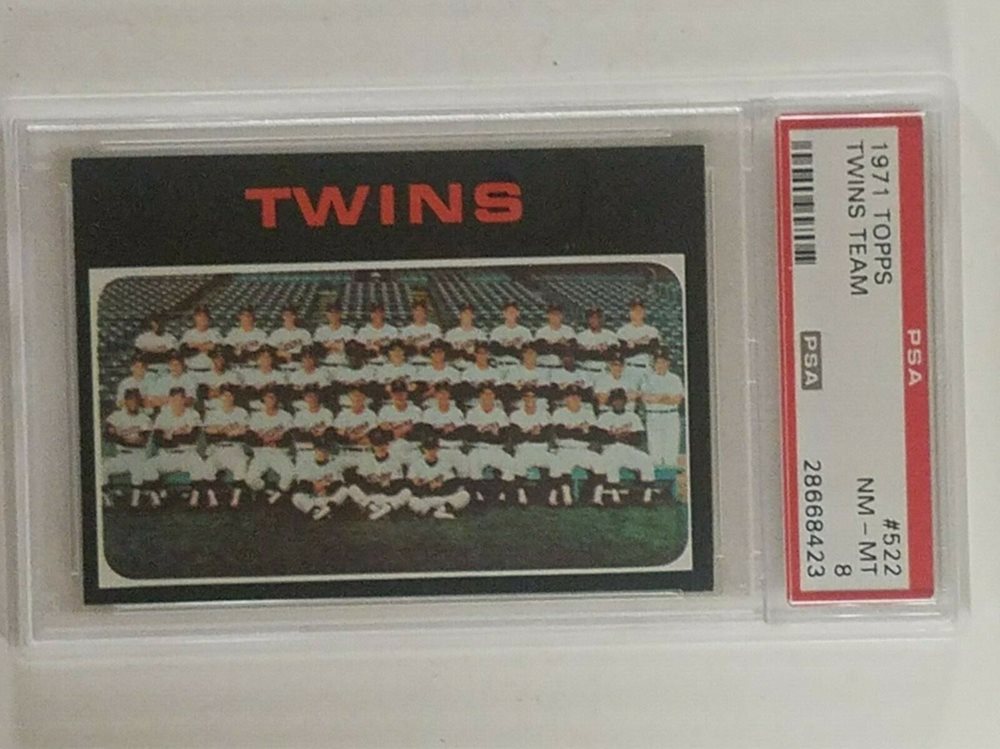 TWINS
PSA
1971 TOPPS #522
TWINS TEAM NM-MT
8
PSA 28668423